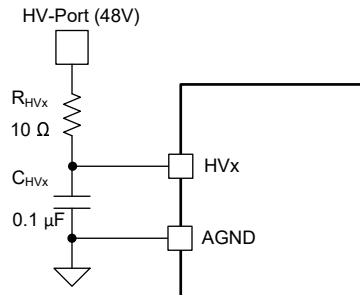 HV-Port (48V)
RHVx
10 Ω
HVx
CHVx
0.1 µF
AGND